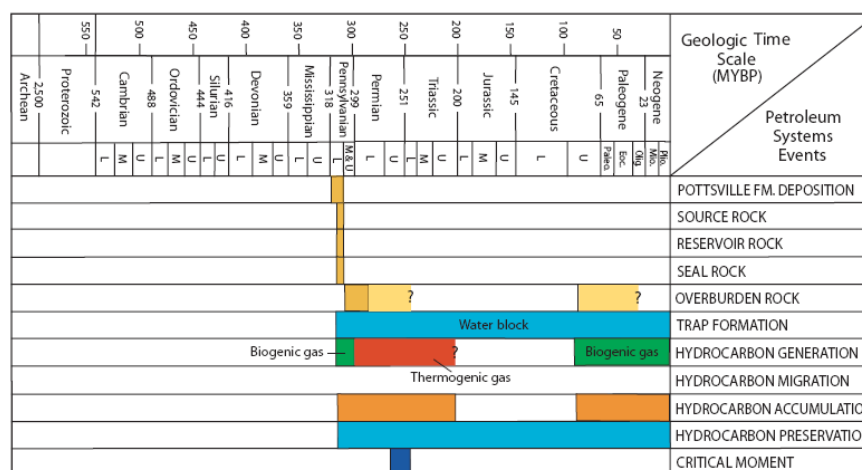 550
500
450
400
350
300
250
200
150
100
50
Geologic Time
Scale
(MYBP)
Petroleum
Systems
Events
Archean
2,500
Proterozoic
542
Cambrian
488
Ordovician
444
Silurian
416
Devonian
359
Mississippian
318
Pennsylvanian
299
Permian
251
Triassic
200
Jurassic
145
Cretaceous
65
Paleogene
23
Neogene
L M U L M U L U L M U L U L M & U L U L M U L M U L U Paleo. Eoc. Olig. Mio. Plio.
POTTSVILLE FM. DEPOSITION
SOURCE ROCK
RESERVOIR ROCK
SEAL ROCK
? ? OVERBURDEN ROCK
Water block TRAP FORMATION
Biogenic gas ? Biogenic gas HYDROCARBON GENERATION
Thermogenic gas HYDROCARBON MIGRATION
HYDROCARBON ACCUMULATIO
HYDROCARBON PRESERVATIO
CRITICAL MOMENT